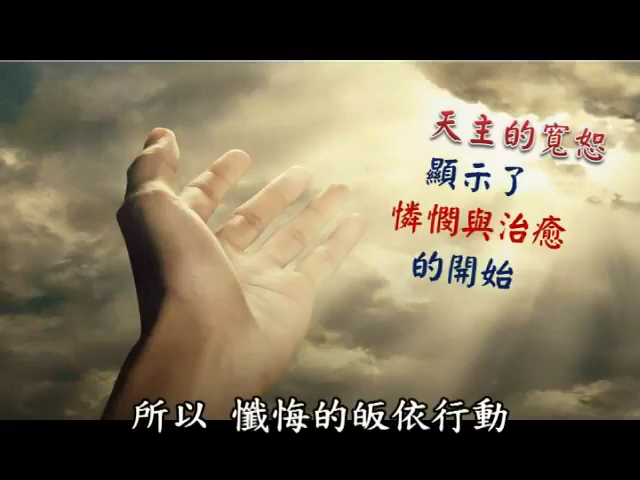 天主的寬恕
顯示了
憐憫與治癒
的開始
所以 懺悔的皈依行動